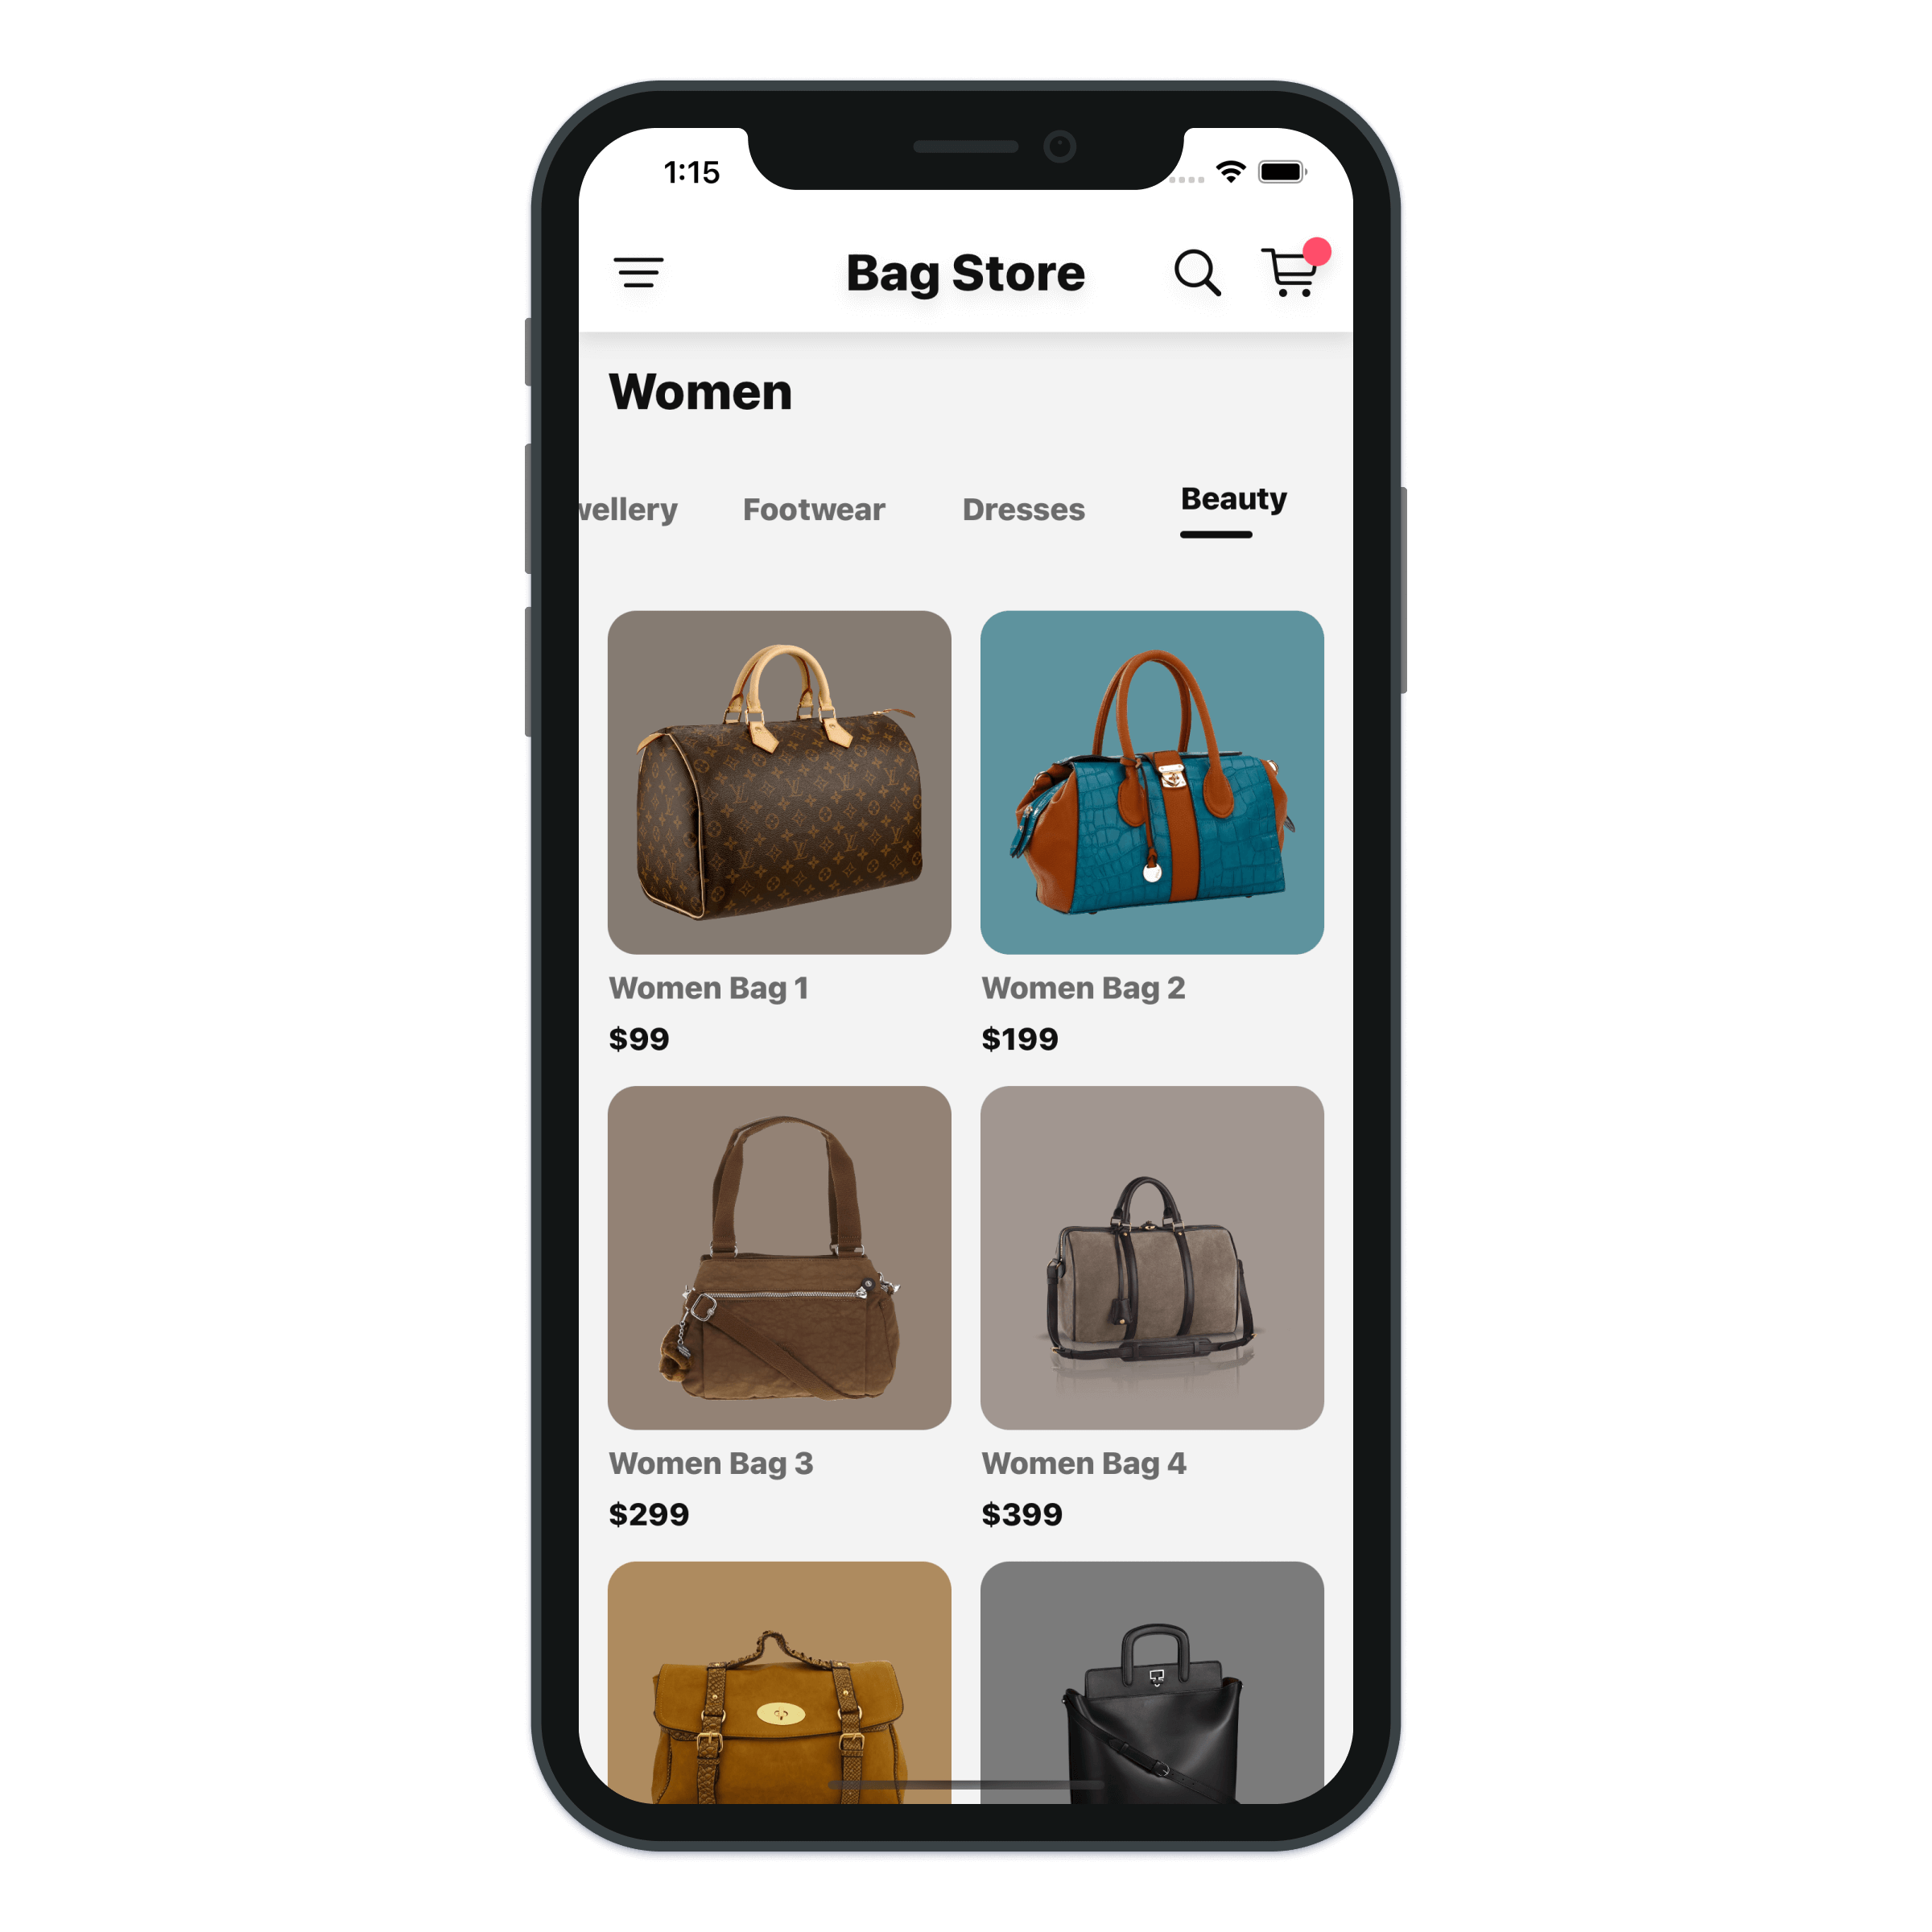 1:15
Bag Store
Women
wellery Footwear Dresses Beauty
Women Bag 1 Women Bag 2
$99 $199
Women Bag 3 Women Bag 4
$299 $399